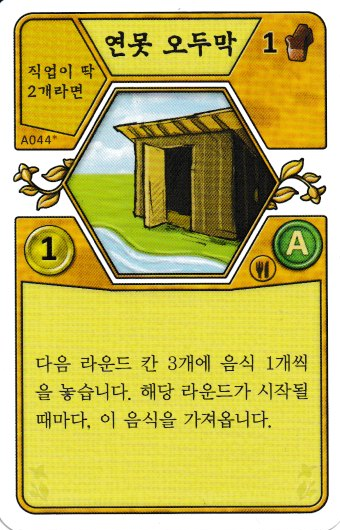 연못 오두막
1
직업이 딱
2개라면
A044*
1
A
다음 라운드 칸 3개에 음식 1개씩
을 놓습니다. 해당 라운드가 시작될
때마다, 이 음식을 가져옵니다.